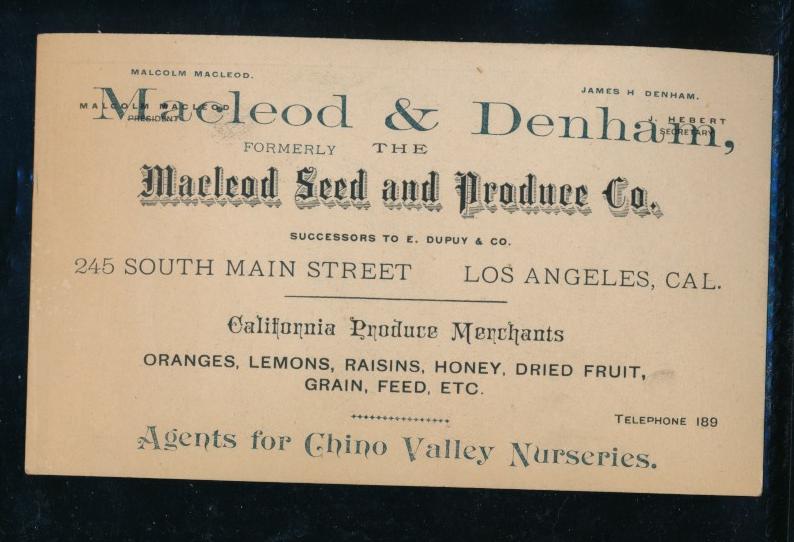 MALCOLM MACLEOD.
JAMES H DENHAM.
MALCOLM MACLEOD
PRESIDENT
J. HEBERT
SECRETARY
Macleod & Denham,
FORMERLY THE
Macleod Seed and Produce Co.
SUCCESSORS TO E. DUPUY & CO.
245 SOUTH MAIN STREET LOS ANGELES, CAL.
California Produce Merchants
ORANGES, LEMONS, RAISINS, HONEY, DRIED FRUIT,
GRAIN, FEED, ETC.
TELEPHONE 189
Agents for Chino Valley Nurseries.